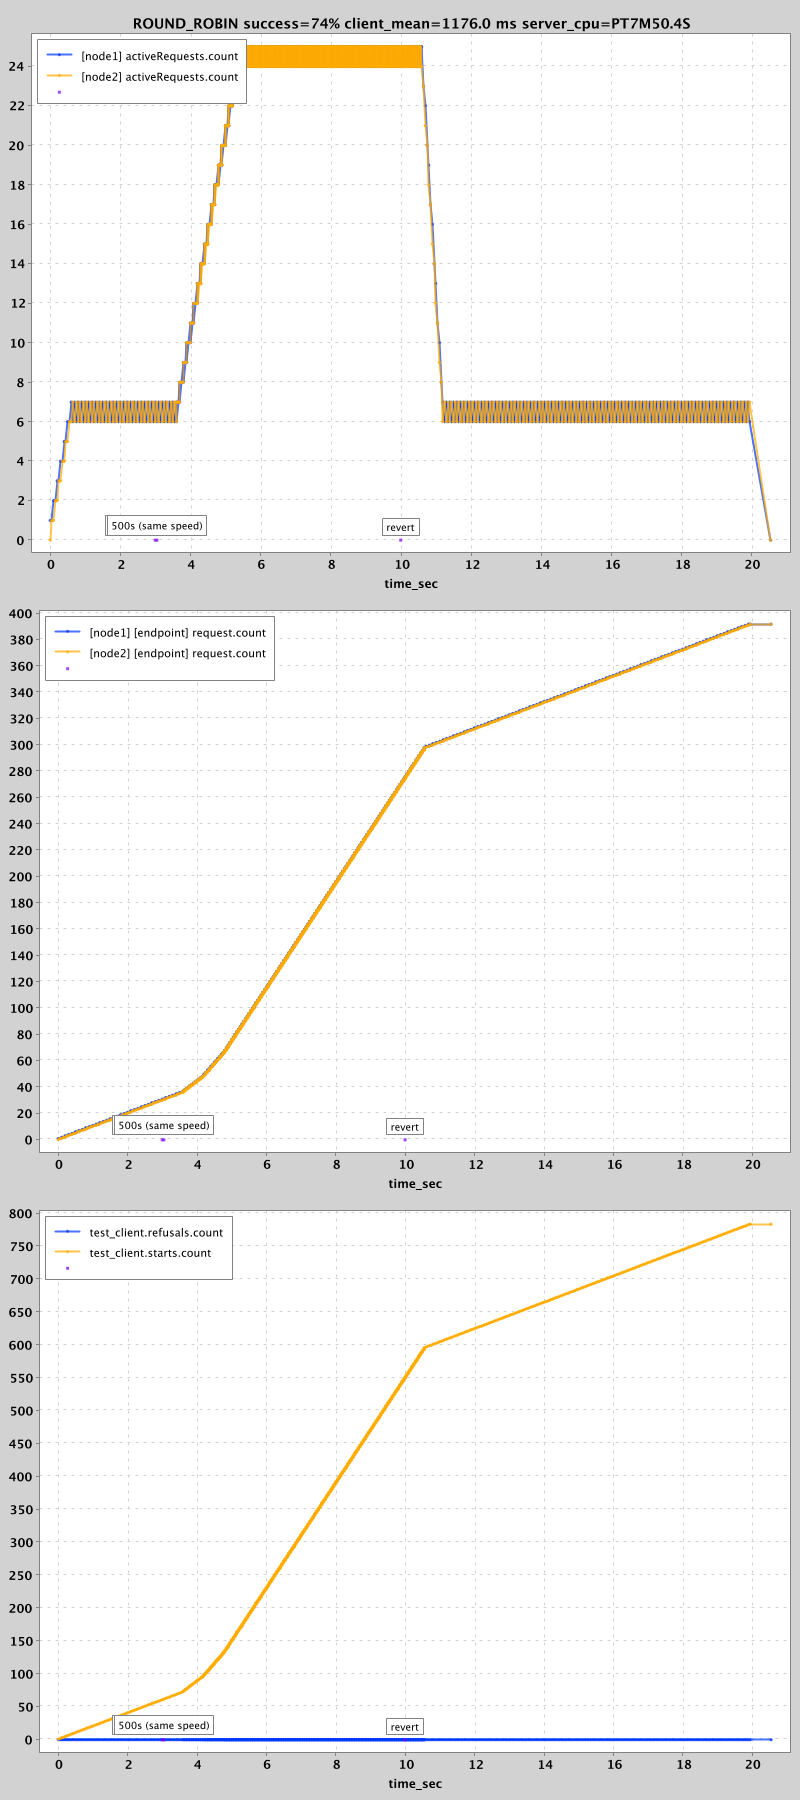 ROUND_ROBIN success=74% client_mean=1176.0 ms server_cpu=PT7M50.4S
[node1] activeRequests.count
[node2] activeRequests.count
24
22
20
18
16
14
12
10
8
6
4
2
0
500s (same speed)
revert
0 2 4 6 8 10 12 14 16 18 20
time_sec
400
380
360
340
320
300
280
260
240
220
200
180
160
140
120
100
80
60
40
20
0
[node1] [endpoint] request.count
[node2] [endpoint] request.count
500s (same speed)
revert
0 2 4 6 8 10 12 14 16 18 20
time_sec
800
750
700
650
600
550
500
450
400
350
300
250
200
150
100
50
0
test_client.refusals.count
test_client.starts.count
500s (same speed)
revert
0 2 4 6 8 10 12 14 16 18 20
time_sec